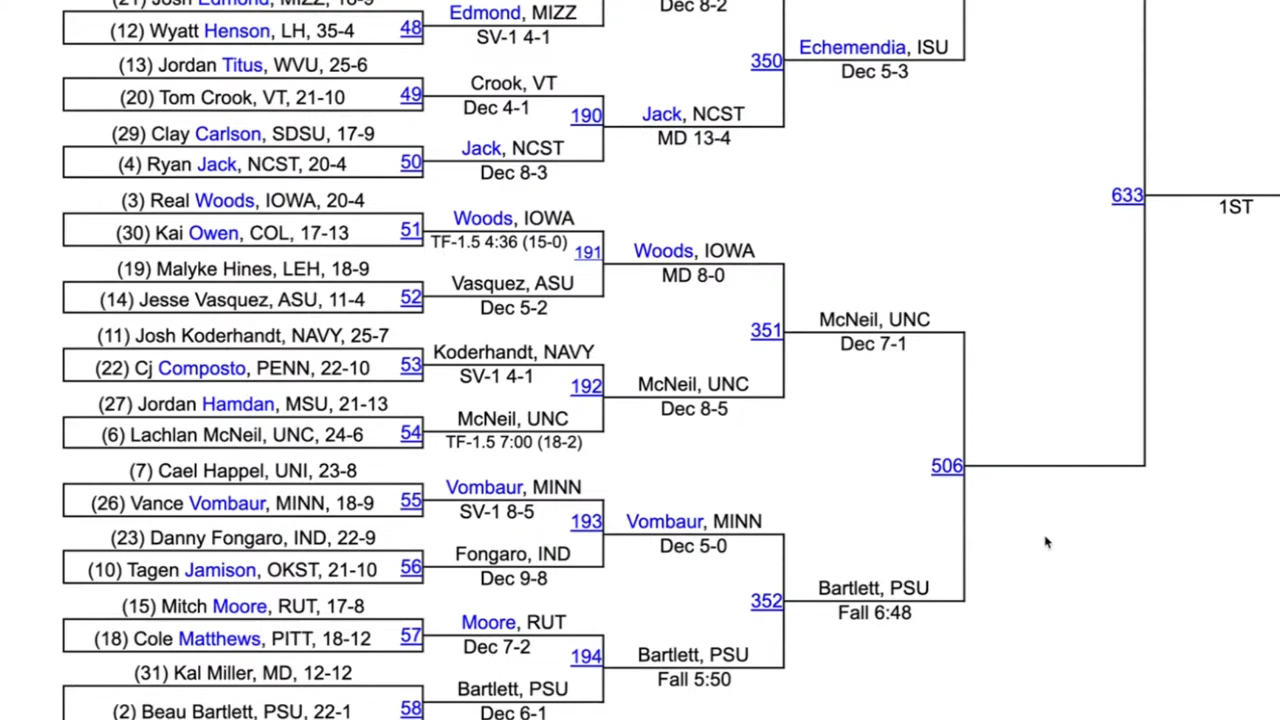 (21) Josh Edmond, MIZZ, 18-9
(12) Wyatt Henson, LH, 35-4
48
(13) Jordan Titus, WVU, 25-6
(20) Tom Crook, VT, 21-10
49
(29) Clay Carlson, SDSU, 17-9
(4) Ryan Jack, NCST, 20-4
50
(3) Real Woods, IOWA, 20-4
(30) Kai Owen, COL, 17-13
51
(19) Malyke Hines, LEH, 18-9
(14) Jesse Vasquez, ASU, 11-4
52
(11) Josh Koderhandt, NAVY, 25-7
(22) Cj Composto, PENN, 22-10
53
(27) Jordan Hamdan, MSU, 21-13
(6) Lachlan McNeil, UNC, 24-6
54
(7) Cael Happel, UNI, 23-8
(26) Vance Vombaur, MINN, 18-9
55
(23) Danny Fongaro, IND, 22-9
(10) Tagen Jamison, OKST, 21-10
56
(15) Mitch Moore, RUT, 17-8
(18) Cole Matthews, PITT, 18-12
57
(31) Kal Miller, MD, 12-12
(2) Beau Bartlett, PSU, 22-1
58
Edmond, MIZZ
SV-1 4-1
Crook, VT
Dec 4-1
190
Jack, NCST
Dec 8-3
Woods, IOWA
TF-1.5 4:36 (15-0)
191
Vasquez, ASU
Dec 5-2
Koderhandt, NAVY
SV-1 4-1
192
McNeil, UNC
TF-1.5 7:00 (18-2)
Vombaur, MINN
SV-1 8-5
193
Fongaro, IND
Dec 9-8
Moore, RUT
Dec 7-2
194
Bartlett, PSU
Dec 6-1
Dec 8-2
350
Jack, NCST
MD 13-4
Woods, IOWA
MD 8-0
351
McNeil, UNC
Dec 8-5
Vombaur, MINN
Dec 5-0
352
Bartlett, PSU
Fall 5:50
Echemendia, ISU
Dec 5-3
McNeil, UNC
Dec 7-1
506
Bartlett, PSU
Fall 6:48
633
1ST